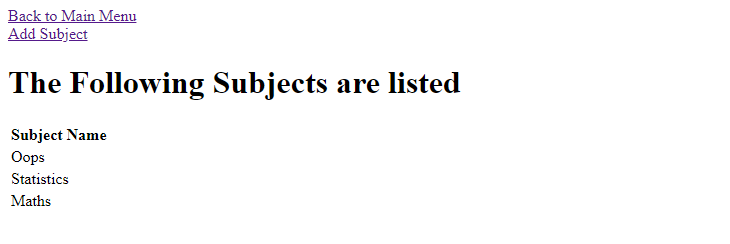 Back to Main Menu
Add Subject
The Following Subjects are listed
Subject Name
Oops
Statistics
Maths